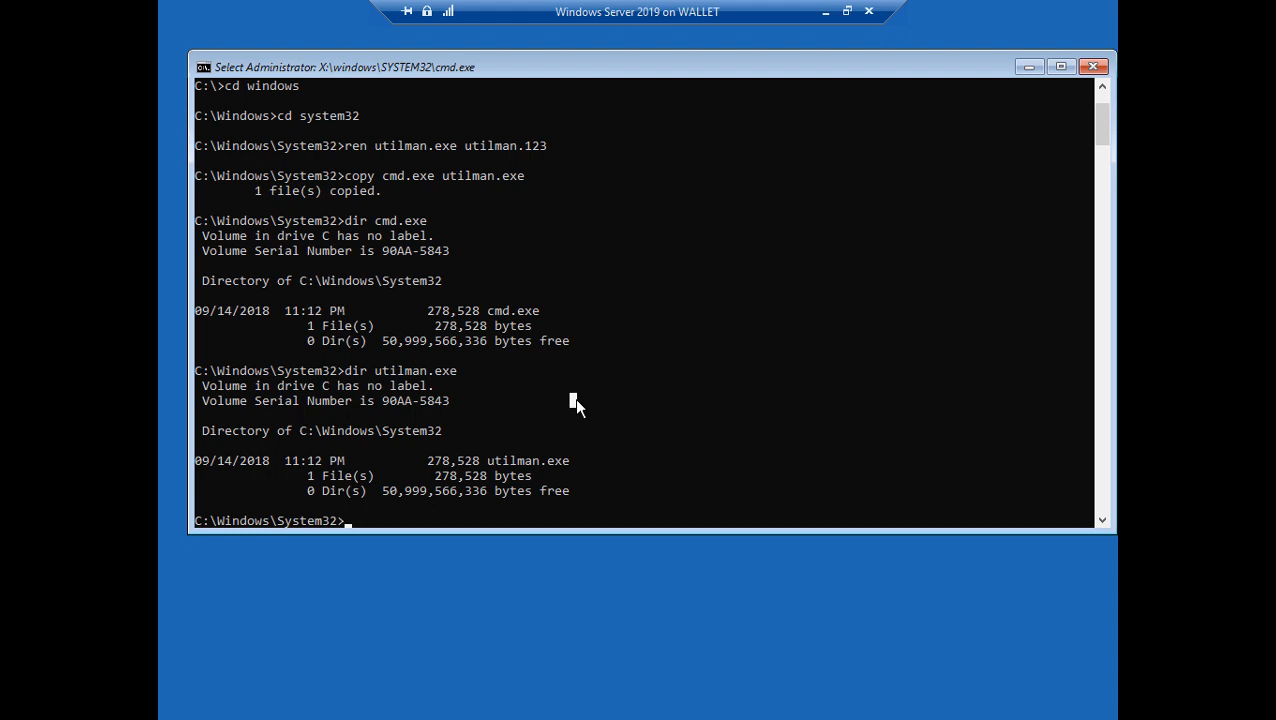 Windows Server 2019 on WALLET
Select Administrator: X:\windows\SYSTEM32\cmd.exe
C:\>cd windows
C:\Windows>cd system32
C:\Windows\System32>ren utilman.exe utilman.123
C:\Windows\System32>copy cmd.exe utilman.exe
1 file(s) copied.
C:\Windows\System32>dir cmd.exe
Volume in drive C has no label.
Volume Serial Number is 90AA-5843
Directory of C:\Windows\System32
09/14/2018  11:12 PM           278,528 cmd.exe
1 File(s)        278,528 bytes
0 Dir(s)  50,999,566,336 bytes free
C:\Windows\System32>dir utilman.exe
Volume in drive C has no label.
Volume Serial Number is 90AA-5843
Directory of C:\Windows\System32
09/14/2018  11:12 PM           278,528 utilman.exe
1 File(s)        278,528 bytes
0 Dir(s)  50,999,566,336 bytes free
C:\Windows\System32>